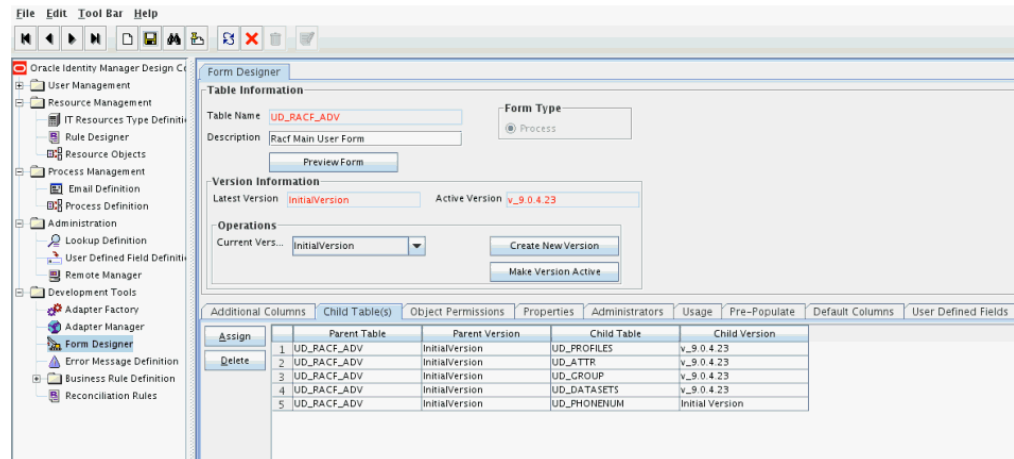 File Edit Tool Bar Help
Oracle Identity Manager Design C
User Management
Resource Management
IT Resources Type Definiti
Rule Designer
Resource Objects
Process Management
Email Definition
Process Definition
Administration
Lookup Definition
User Defined Field Definiti
Remote Manager
Development Tools
Adapter Factory
Adapter Manager
Form Designer
Error Message Definition
Business Rule Definition
Reconciliation Rules
Form Designer
Table Information
Table Name UD_RACF_ADV
Form Type
Process
Description Racf Main User Form
Preview Form
Version Information
Latest Version InitialVersion Active Version v_9.0.4.23
Operations
Current Vers... InitialVersion Create New Version
Make Version Active
Additional Columns Child Table(s) Object Permissions Properties Administrators Usage Pre-Populate Default Columns User Defined Fields
Assign
Delete
Parent Table Parent Version Child Table Child Version
1 UD_RACF_ADV InitialVersion UD_PROFILES v_9.0.4.23
2 UD_RACF_ADV InitialVersion UD_ATTR v_9.0.4.23
3 UD_RACF_ADV InitialVersion UD_GROUP v_9.0.4.23
4 UD_RACF_ADV InitialVersion UD_DATASETS v_9.0.4.23
5 UD_RACF_ADV InitialVersion UD_PHONENUM Initial Version